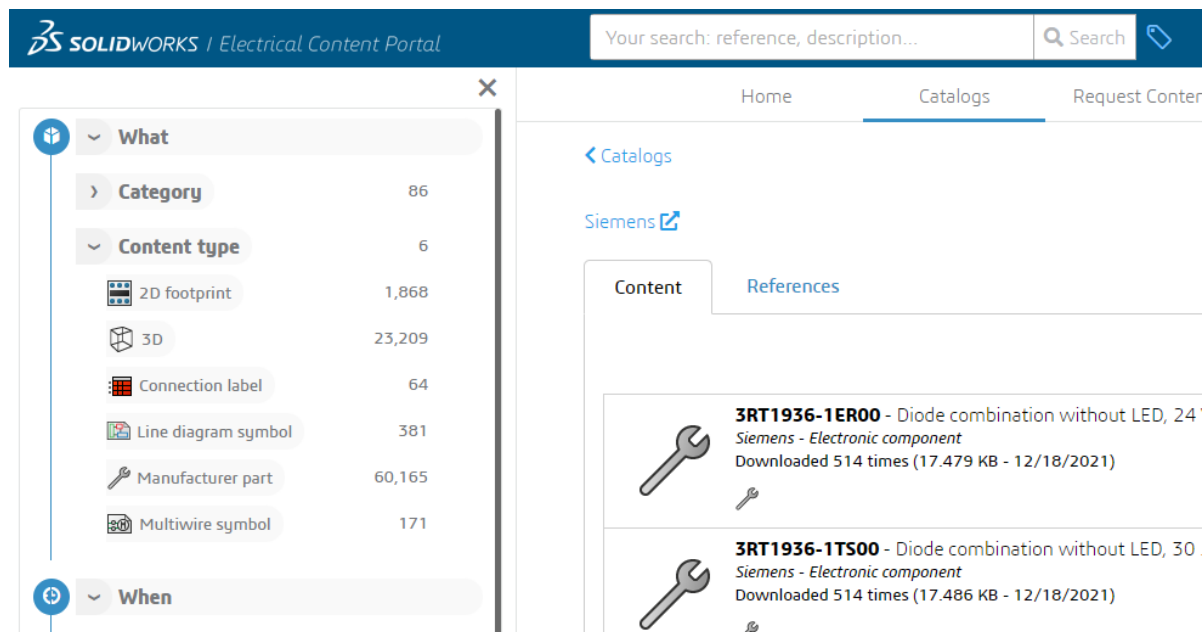 SOLIDWORKS / Electrical Content Portal
Your search: reference, description...
Search
What
Category 86
Content type 6
2D footprint 1,868
3D 23,209
Connection label 64
Line diagram symbol 381
Manufacturer part 60,165
Multiwire symbol 171
When
Home Catalogs Request Conten
Catalogs
Siemens
Content References
3RT1936-1ER00 - Diode combination without LED, 24
Siemens - Electronic component
Downloaded 514 times (17.479 KB - 12/18/2021)
3RT1936-1TS00 - Diode combination without LED, 30
Siemens - Electronic component
Downloaded 514 times (17.486 KB - 12/18/2021)